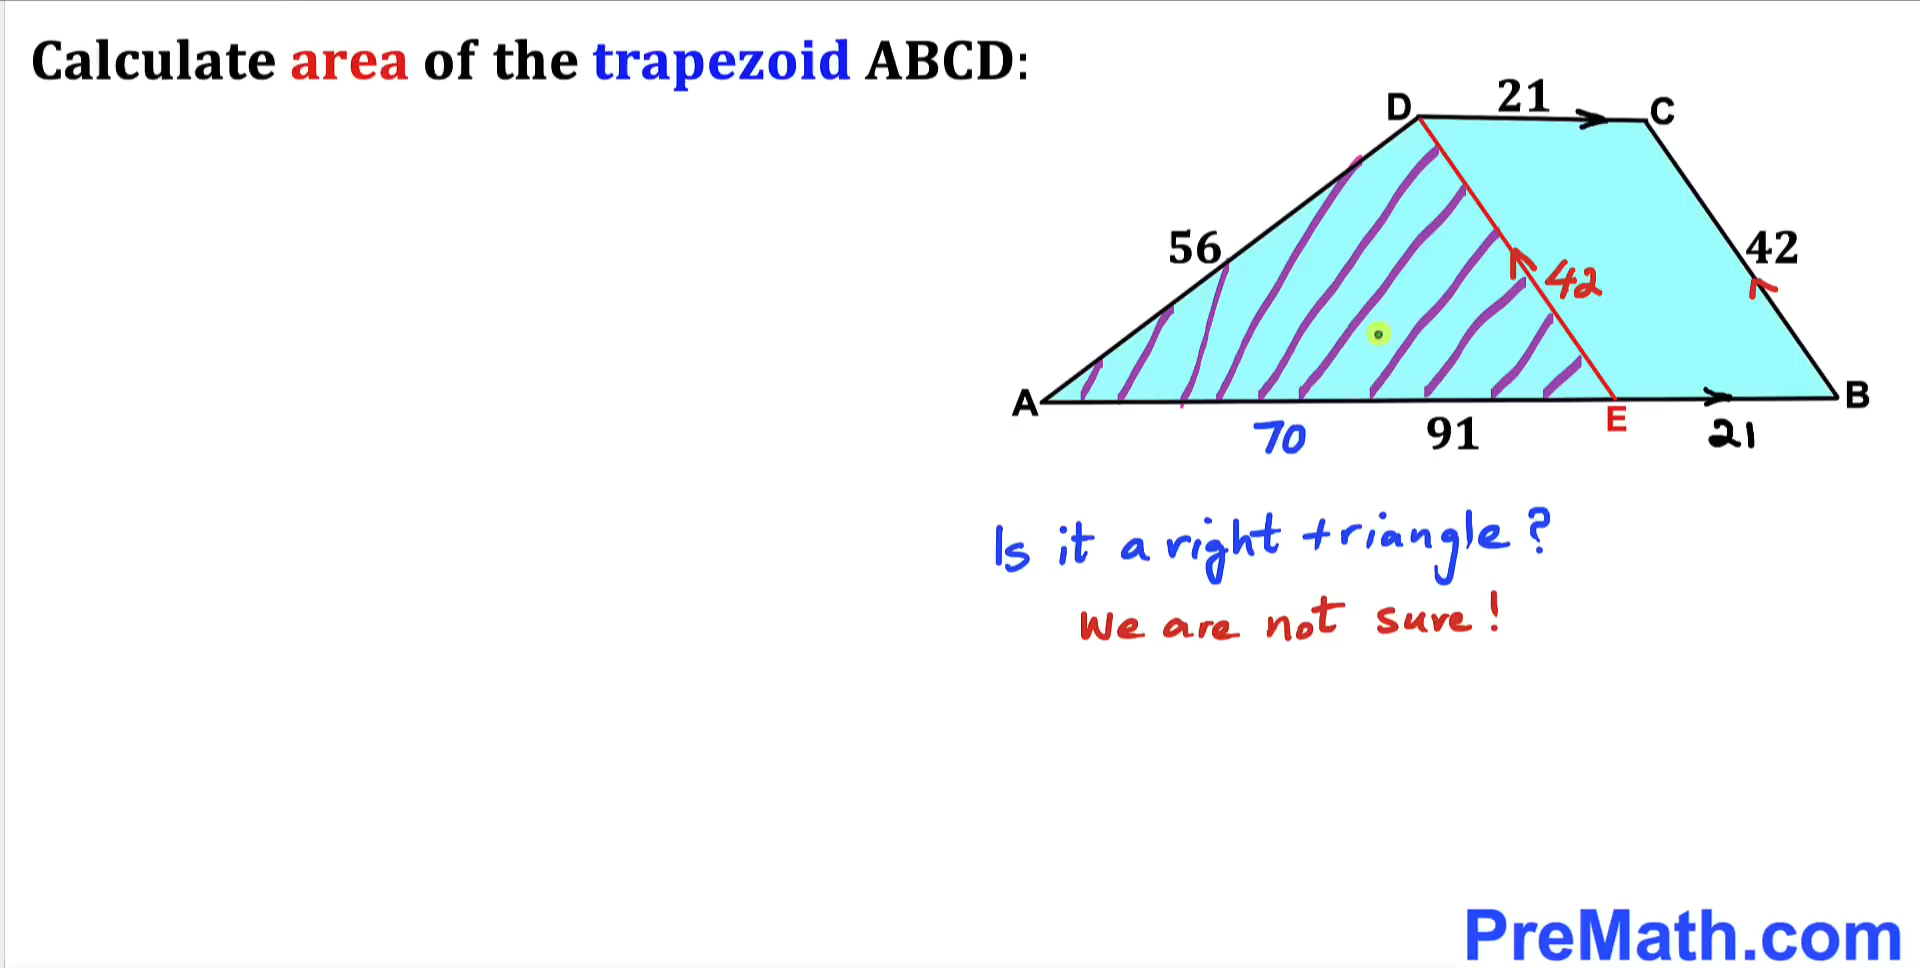 Calculate area of the trapezoid ABCD:
D 21 C
56 42
42
A E B
70 91 21
Is it a right triangle?
We are not sure!
PreMath.com